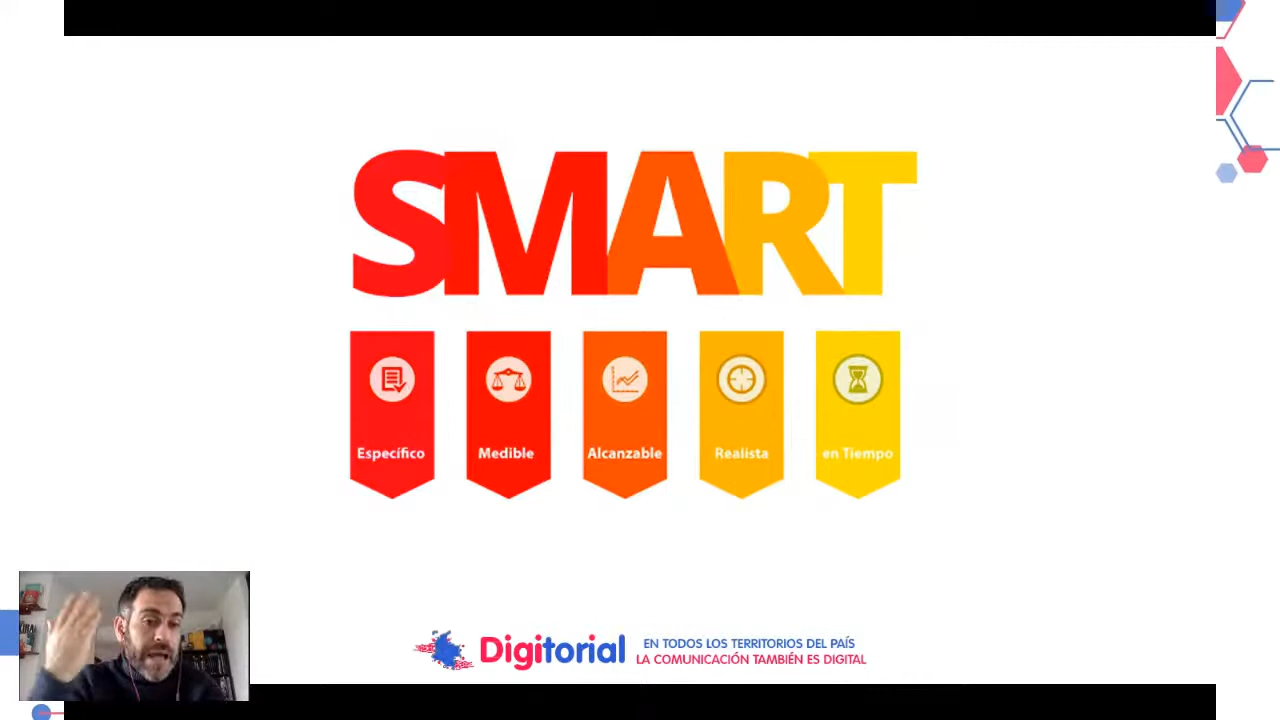 SMART
Específico
Medible
Alcanzable
Realista
en Tiempo
Digitorial
EN TODOS LOS TERRITORIOS DEL PAÍS
LA COMUNICACIÓN TAMBIÉN ES DIGITAL